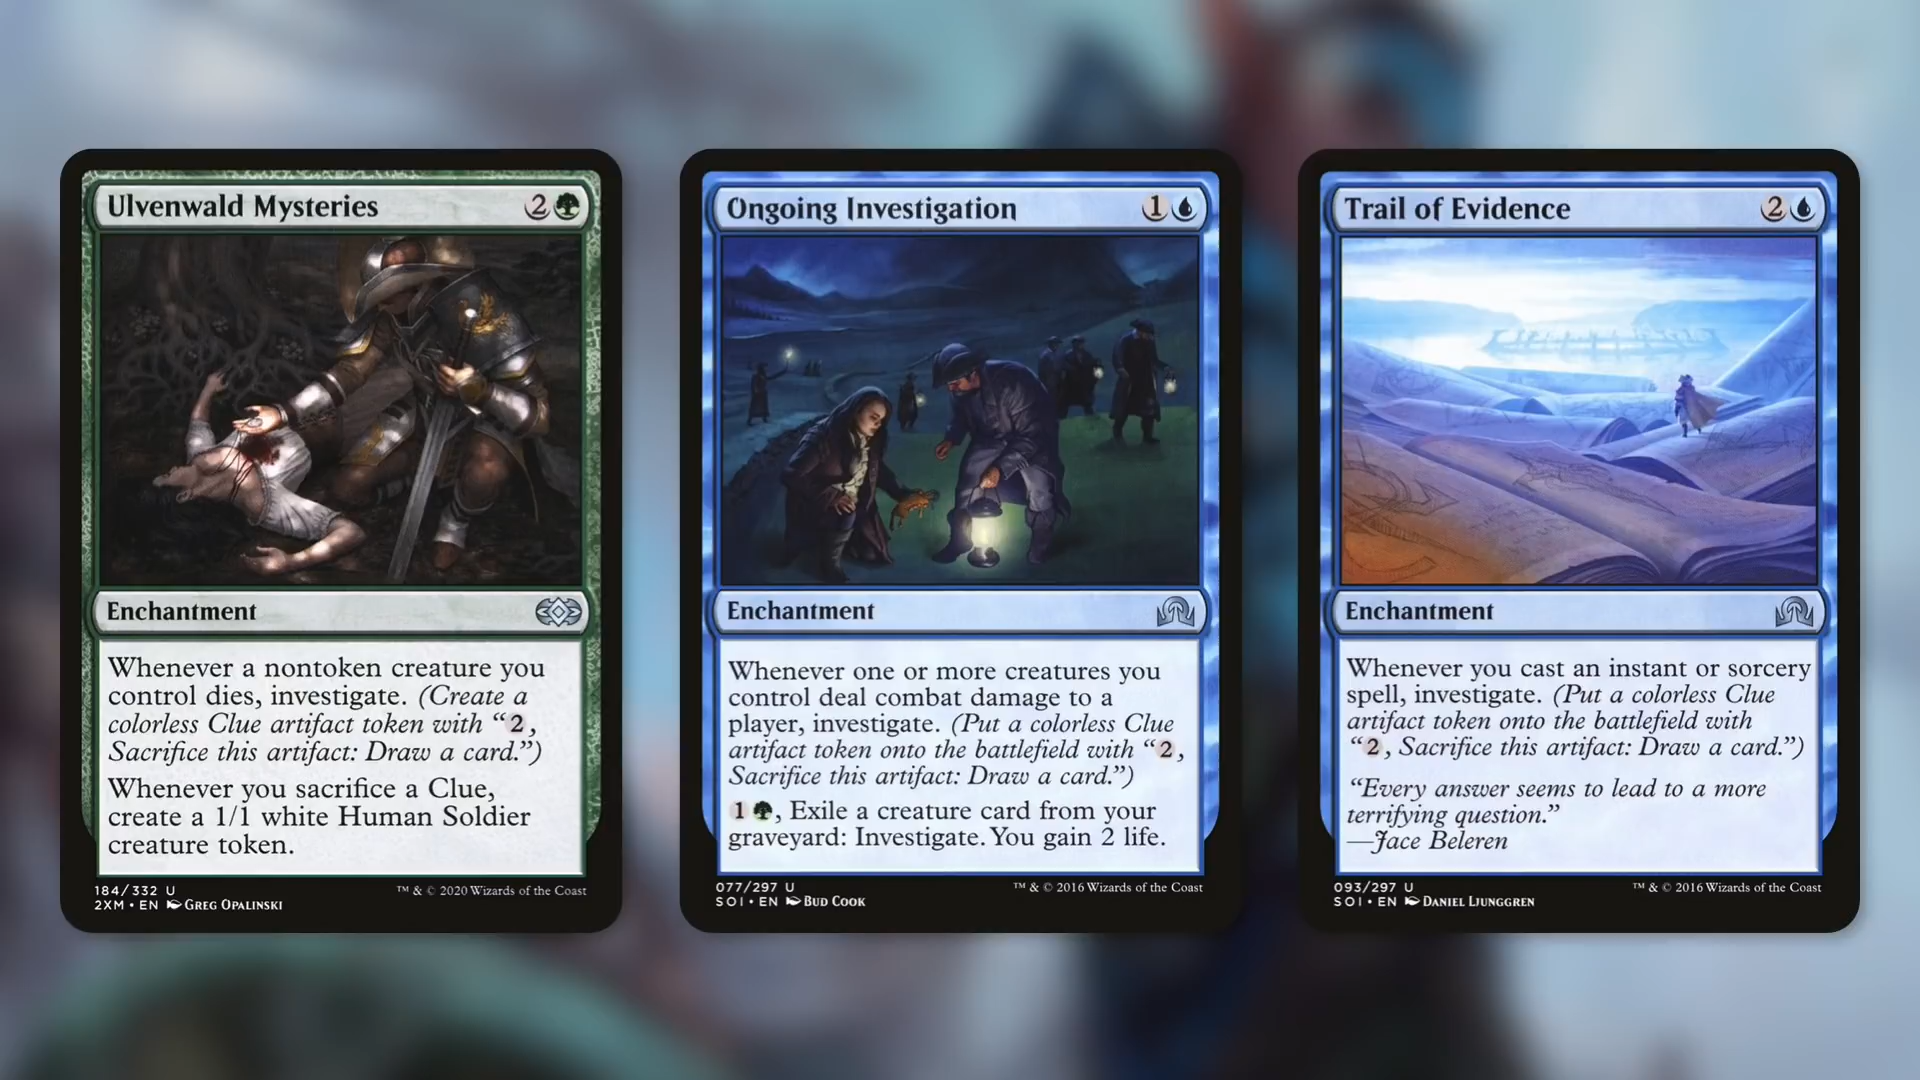 Ulvenwald Mysteries 2
Enchantment
Whenever a nontoken creature you
control dies, investigate. (Create a
colorless Clue artifact token with “2,
Sacrifice this artifact: Draw a card.”)
Whenever you sacrifice a Clue,
create a 1/1 white Human Soldier
creature token.
184/332 U
2XM • EN Greg Opalinski
™ & © 2020 Wizards of the Coast
Ongoing Investigation 1
Enchantment
Whenever one or more creatures you
control deal combat damage to a
player, investigate. (Put a colorless Clue
artifact token onto the battlefield with “2,
Sacrifice this artifact: Draw a card.”)
1, Exile a creature card from your
graveyard: Investigate. You gain 2 life.
077/297 U
SOI • EN Bud Cook
™ & © 2016 Wizards of the Coast
Trail of Evidence 2
Enchantment
Whenever you cast an instant or sorcery
spell, investigate. (Put a colorless Clue
artifact token onto the battlefield with
“2, Sacrifice this artifact: Draw a card.”)
“Every answer seems to lead to a more
terrifying question.”
—Jace Beleren
093/297 U
SOI • EN Daniel Ljunggren
™ & © 2016 Wizards of the Coast